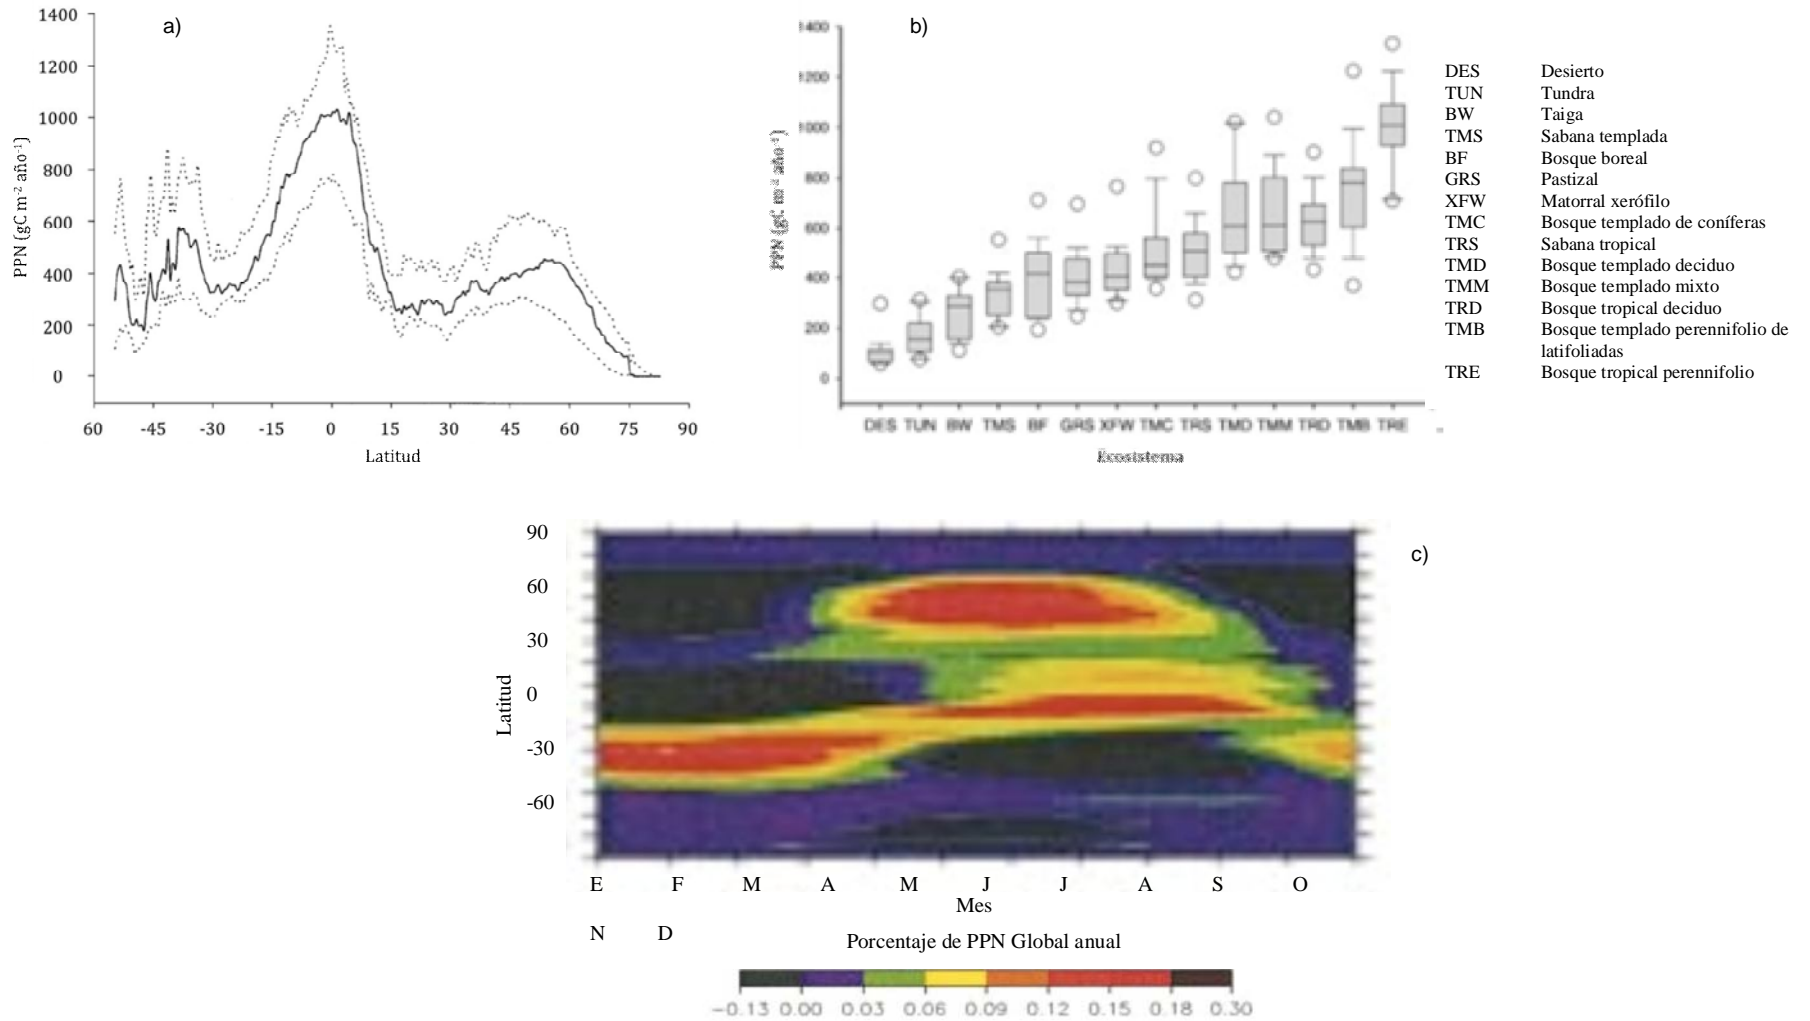 a)
1400
1200
1000
800
600
400
200
0
PPN (gC m-2 año-1)
60 -45 -30 -15 0 15 30 45 60 75 90
Latitud
b)
1400
1200
1000
800
600
400
200
0
PPN (gC m-2 año-1)
DES TUN BW TMS BF GRS XFW TMC TRS TMD TMM TRD TMB TRE
Ecosistema
DES Desierto
TUN Tundra
BW Taiga
TMS Sabana templada
BF Bosque boreal
GRS Pastizal
XFW Matorral xerófilo
TMC Bosque templado de coníferas
TRS Sabana tropical
TMD Bosque templado deciduo
TMM Bosque templado mixto
TRD Bosque tropical deciduo
TMB Bosque templado perennifolio de
latifoliadas
TRE Bosque tropical perennifolio
c)
90
60
30
0
-30
-60
Latitud
E F M A M J J A S O
Mes
N D
Porcentaje de PPN Global anual
−0.13 0.00 0.03 0.06 0.09 0.12 0.15 0.18 0.30